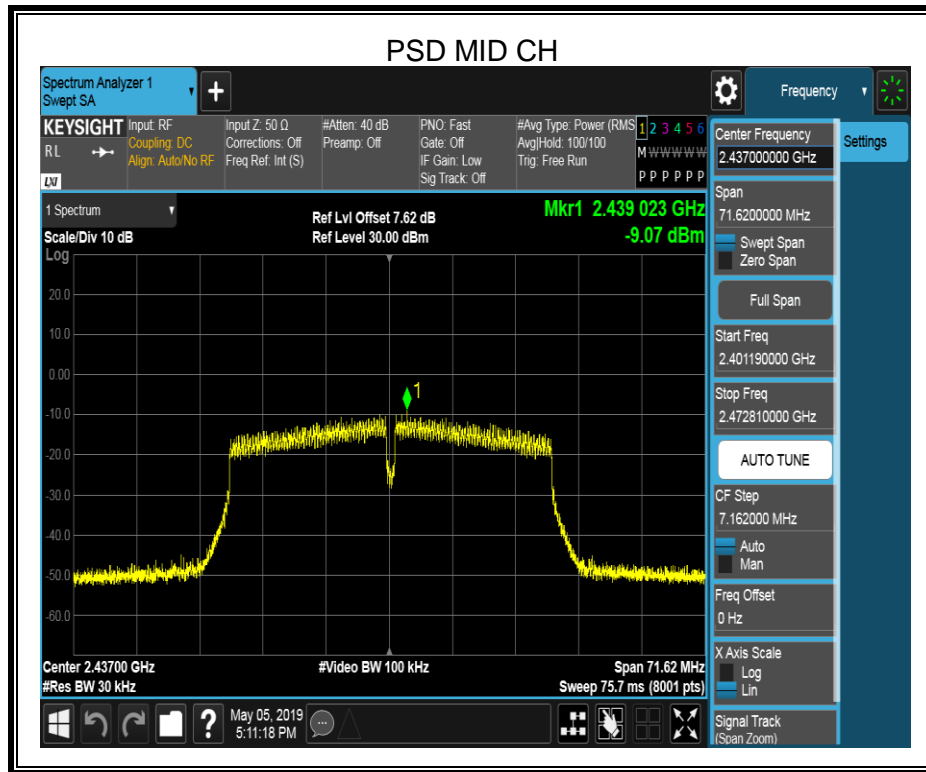 PSD MID CH
Spectrum Analyzer 1
Swept SA
+
Frequency
KEYSIGHT
RL
LXI
Input: RF
Coupling: DC
Align: Auto/No RF
Input Z: 50 Ω
Corrections: Off
Freq Ref: Int (S)
#Atten: 40 dB
Preamp: Off
PNO: Fast
Gate: Off
IF Gain: Low
Sig Track: Off
#Avg Type: Power (RMS
Avg|Hold: 100/100
Trig: Free Run
1 2 3 4 5 6
M W W W W W
P P P P P P
1 Spectrum
Scale/Div 10 dB
Log
Ref Lvl Offset 7.62 dB
Ref Level 30.00 dBm
Mkr1 2.439 023 GHz
-9.07 dBm
20.0
10.0
0.00
-10.0
-20.0
-30.0
-40.0
-50.0
-60.0
1
Center 2.43700 GHz
#Res BW 30 kHz
#Video BW 100 kHz
Span 71.62 MHz
Sweep 75.7 ms (8001 pts)
?
May 05, 2019
5:11:18 PM
Center Frequency
2.437000000 GHz
Settings
Span
71.6200000 MHz
Swept Span
Zero Span
Full Span
Start Freq
2.401190000 GHz
Stop Freq
2.472810000 GHz
AUTO TUNE
CF Step
7.162000 MHz
Auto
Man
Freq Offset
0 Hz
X Axis Scale
Log
Lin
Signal Track
(Span Zoom)